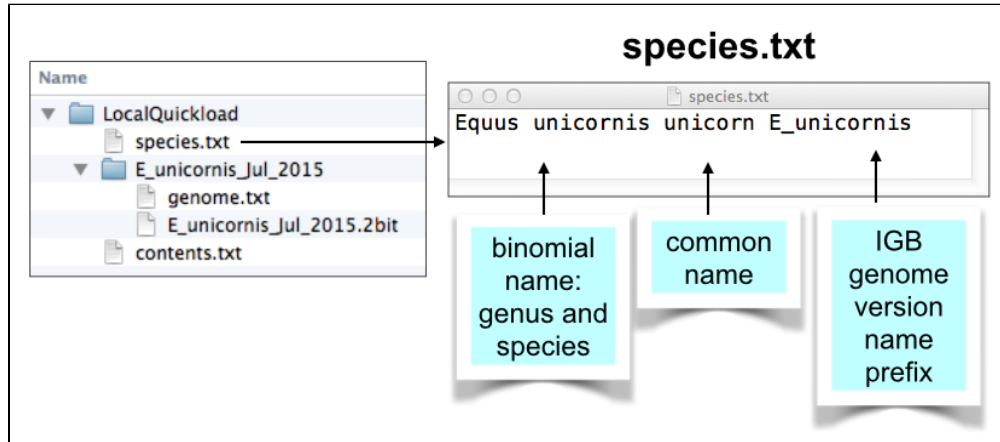 species.txt
Name
LocalQuickload
species.txt
E_unicornis_Jul_2015
genome.txt
E_unicornis_Jul_2015.2bit
contents.txt
species.txt
Equus unicornis unicorn E_unicornis
binomial
name:
genus and
species
common
name
IGB
genome
version
name
prefix